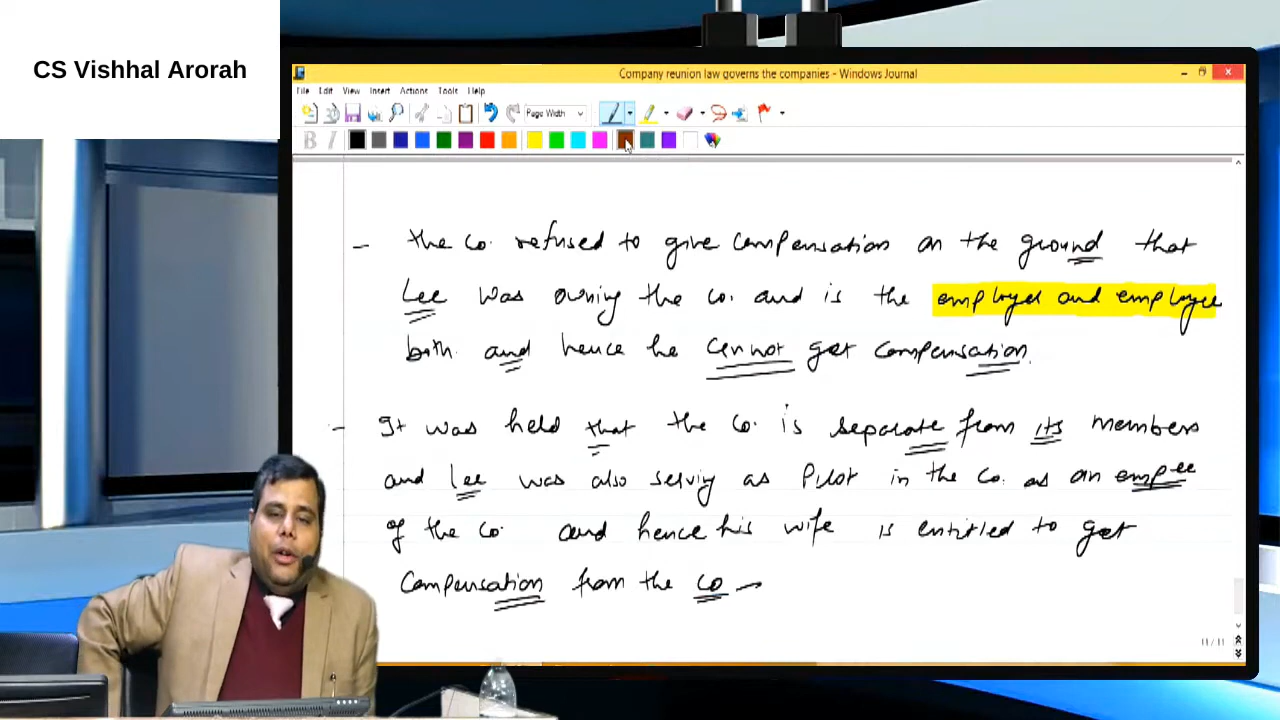 CS Vishhal Arorah
Company reunion law governs the companies - Windows Journal
File Edit View Insert Actions Tools Help
Page Width
B I
- the co. refused to give compensation on the ground that
Lee was owning the co. and is the employer and employee
both and hence he cannot get compensation.
- It was held that the co. is separate from its members
and Lee was also serving as Pilot in the co. as an empee
of the co. and hence his wife is entitled to get
compensation from the co -
11/11